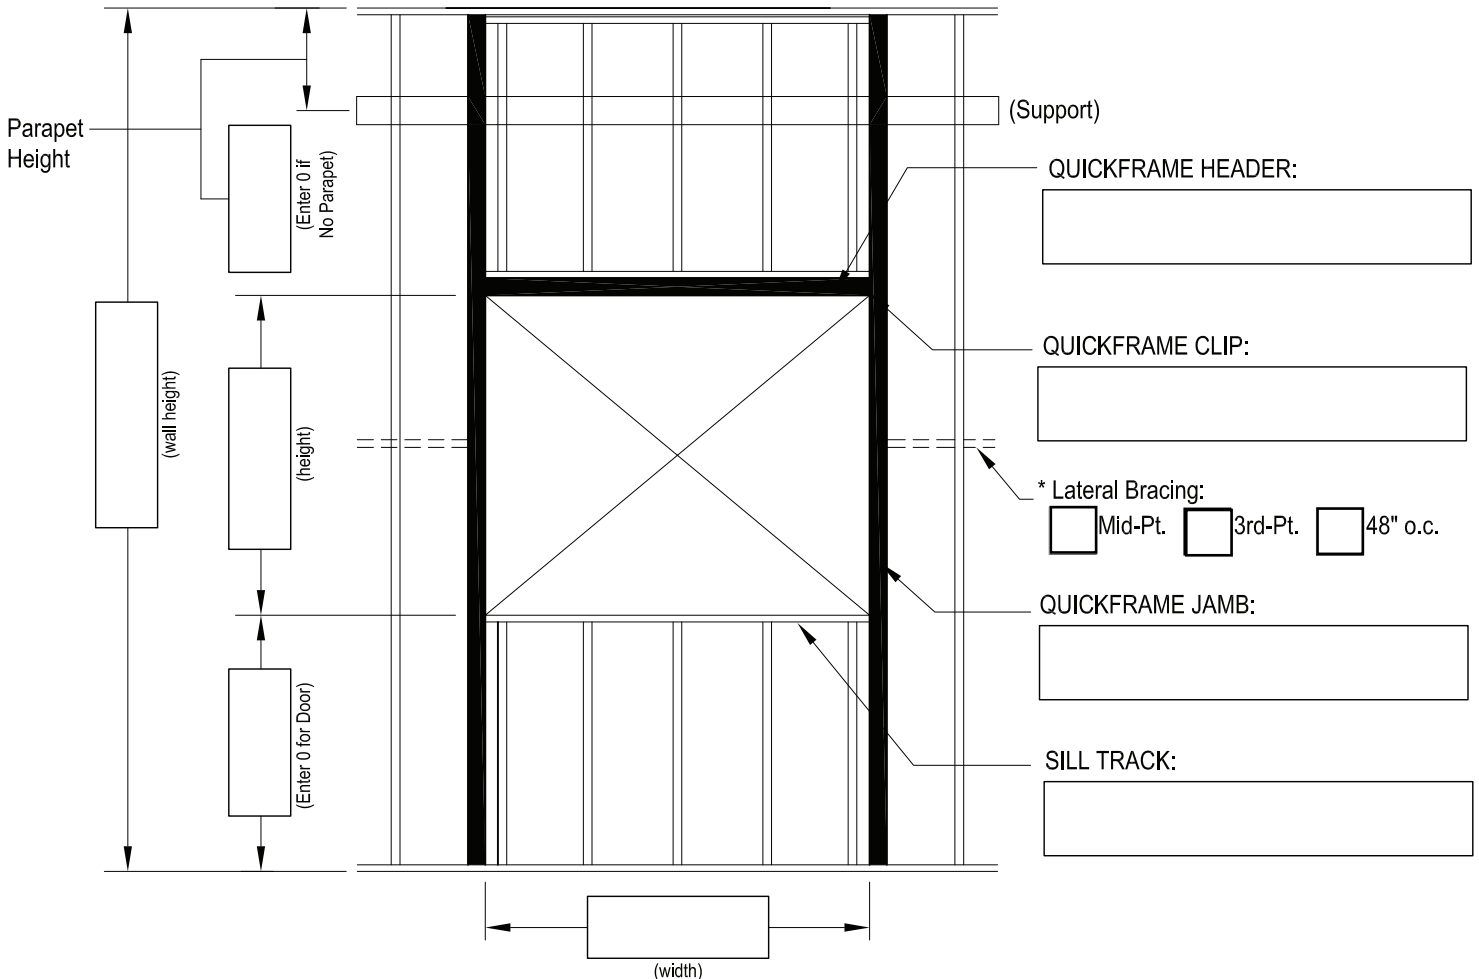 (Support)
Parapet
Height
(Enter 0 if
No Parapet)
QUICKFRAME HEADER:
(wall height)
(height)
QUICKFRAME CLIP:
* Lateral Bracing:
Mid-Pt.
3rd-Pt.
48" o.c.
QUICKFRAME JAMB:
(Enter 0 for Door)
SILL TRACK:
(width)